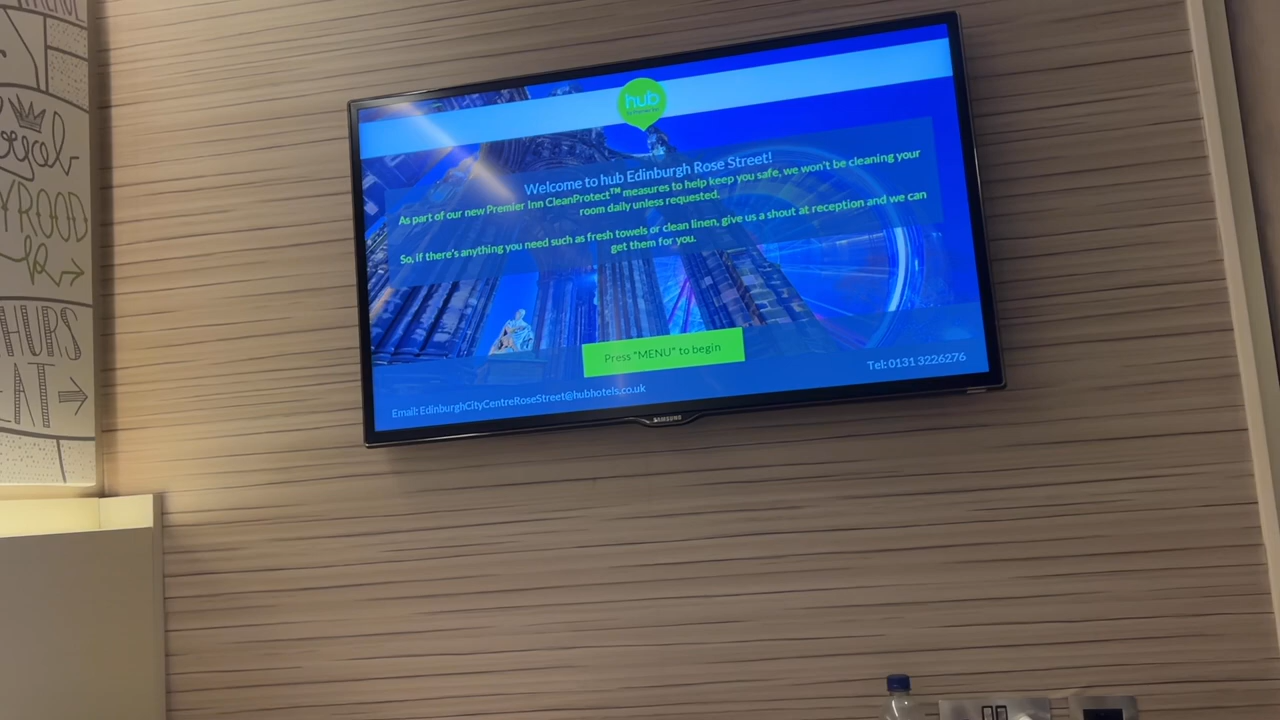 hub
Welcome to hub Edinburgh Rose Street!
As part of our new Premier Inn CleanProtect™ measures to help keep you safe, we won't be cleaning your
room daily unless requested.
So, if there's anything you need such as fresh towels or clean linen, give us a shout at reception and we can
get them for you.
Press "MENU" to begin
Email: EdinburghCityCentreRoseStreet@hubhotels.co.uk
Tel: 0131 3226276
SAMSUNG